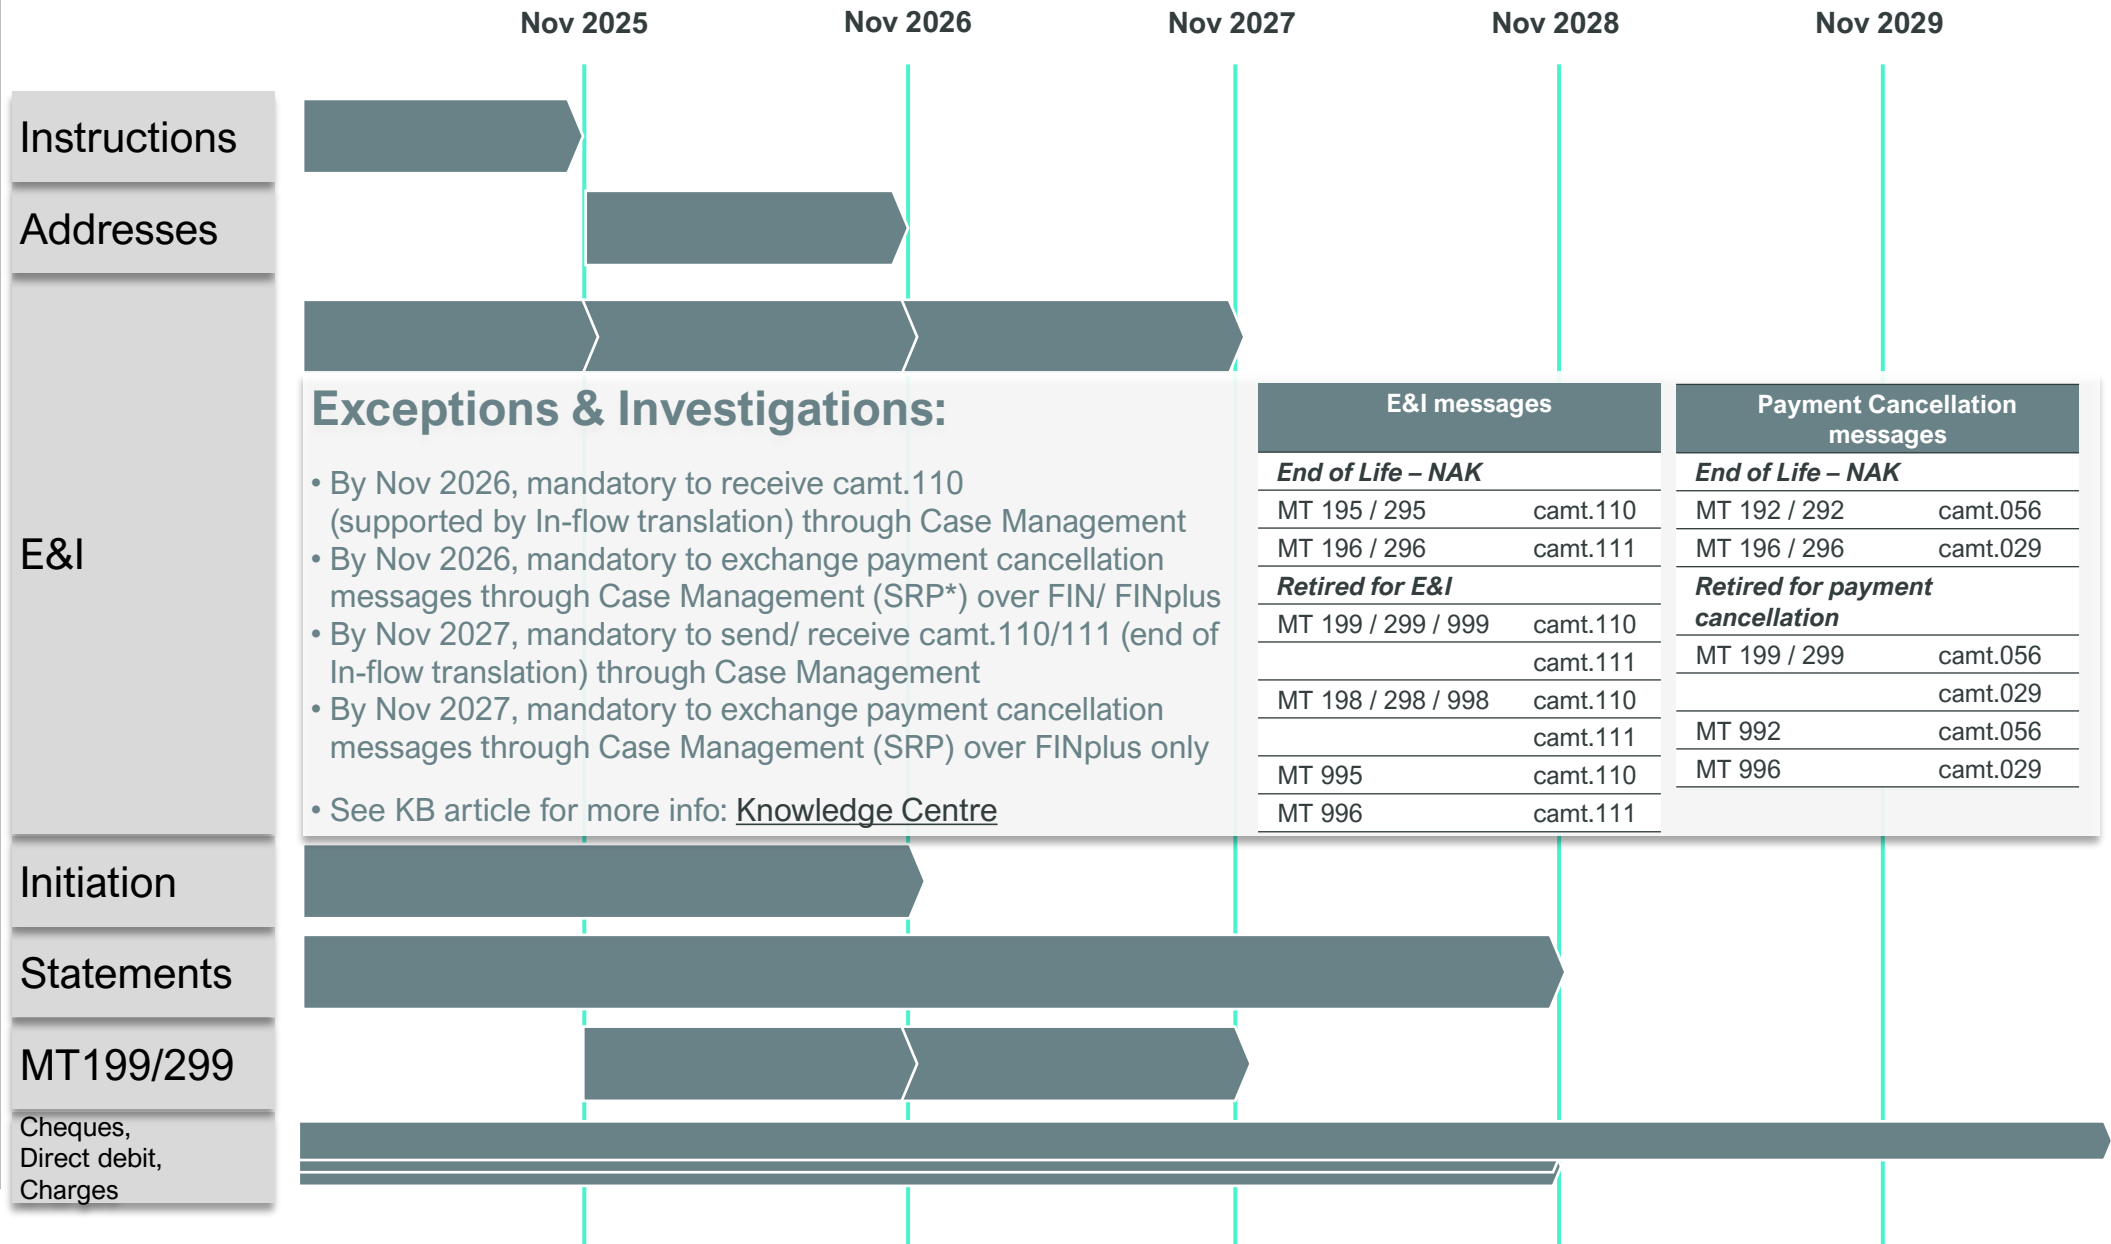 Nov 2025 Nov 2026 Nov 2027 Nov 2028 Nov 2029
Instructions
Addresses
E&I
Exceptions & Investigations:
• By Nov 2026, mandatory to receive camt.110
(supported by In-flow translation) through Case Management
• By Nov 2026, mandatory to exchange payment cancellation
messages through Case Management (SRP*) over FIN/ FINplus
• By Nov 2027, mandatory to send/ receive camt.110/111 (end of
In-flow translation) through Case Management
• By Nov 2027, mandatory to exchange payment cancellation
messages through Case Management (SRP) over FINplus only
• See KB article for more info: Knowledge Centre
E&I messages
End of Life – NAK
MT 195 / 295 camt.110
MT 196 / 296 camt.111
Retired for E&I
MT 199 / 299 / 999 camt.110
camt.111
MT 198 / 298 / 998 camt.110
camt.111
MT 995 camt.110
MT 996 camt.111
Payment Cancellation
messages
End of Life – NAK
MT 192 / 292 camt.056
MT 196 / 296 camt.029
Retired for payment
cancellation
MT 199 / 299 camt.056
camt.029
MT 992 camt.056
MT 996 camt.029
Initiation
Statements
MT199/299
Cheques,
Direct debit,
Charges